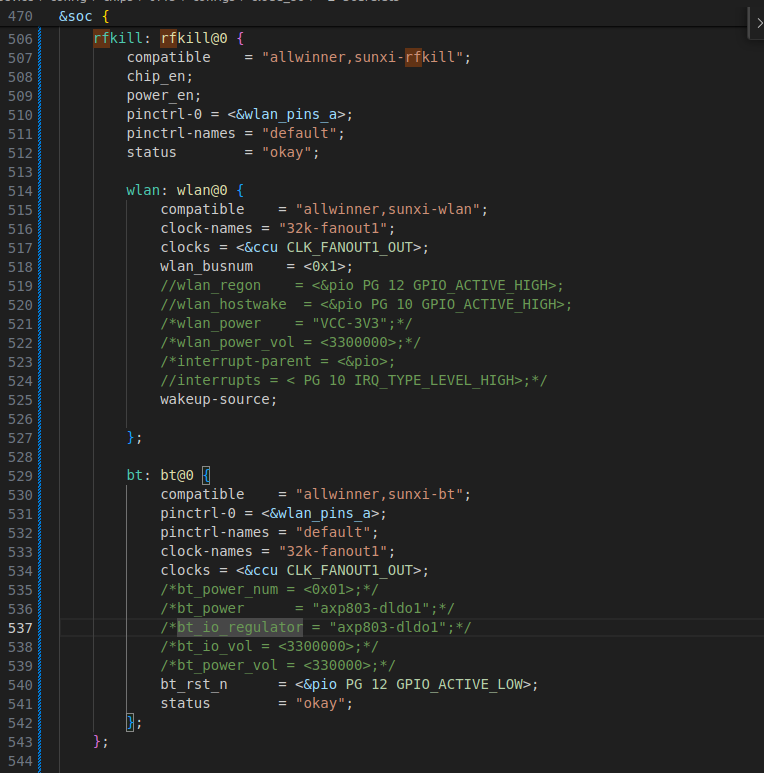 470 &soc {
506 rfkill: rfkill@0 {
507 compatible    = "allwinner,sunxi-rfkill";
508 chip_en;
509 power_en;
510 pinctrl-0 = <&wlan_pins_a>;
511 pinctrl-names = "default";
512 status        = "okay";
513
514 wlan: wlan@0 {
515 compatible    = "allwinner,sunxi-wlan";
516 clock-names = "32k-fanout1";
517 clocks = <&ccu CLK_FANOUT1_OUT>;
518 wlan_busnum    = <0x1>;
519 //wlan_regon    = <&pio PG 12 GPIO_ACTIVE_HIGH>;
520 //wlan_hostwake  = <&pio PG 10 GPIO_ACTIVE_HIGH>;
521 /*wlan_power    = "VCC-3V3";*/
522 /*wlan_power_vol = <3300000>;*/
523 /*interrupt-parent = <&pio>;
524 //interrupts = < PG 10 IRQ_TYPE_LEVEL_HIGH>;*/
525 wakeup-source;
526
527 };
528
529 bt: bt@0 {
530 compatible    = "allwinner,sunxi-bt";
531 pinctrl-0 = <&wlan_pins_a>;
532 pinctrl-names = "default";
533 clock-names = "32k-fanout1";
534 clocks = <&ccu CLK_FANOUT1_OUT>;
535 /*bt_power_num = <0x01>;*/
536 /*bt_power      = "axp803-dldo1";*/
537 /*bt_io_regulator = "axp803-dldo1";*/
538 /*bt_io_vol = <3300000>;*/
539 /*bt_power_vol = <330000>;*/
540 bt_rst_n      = <&pio PG 12 GPIO_ACTIVE_LOW>;
541 status        = "okay";
542 };
543 };
544